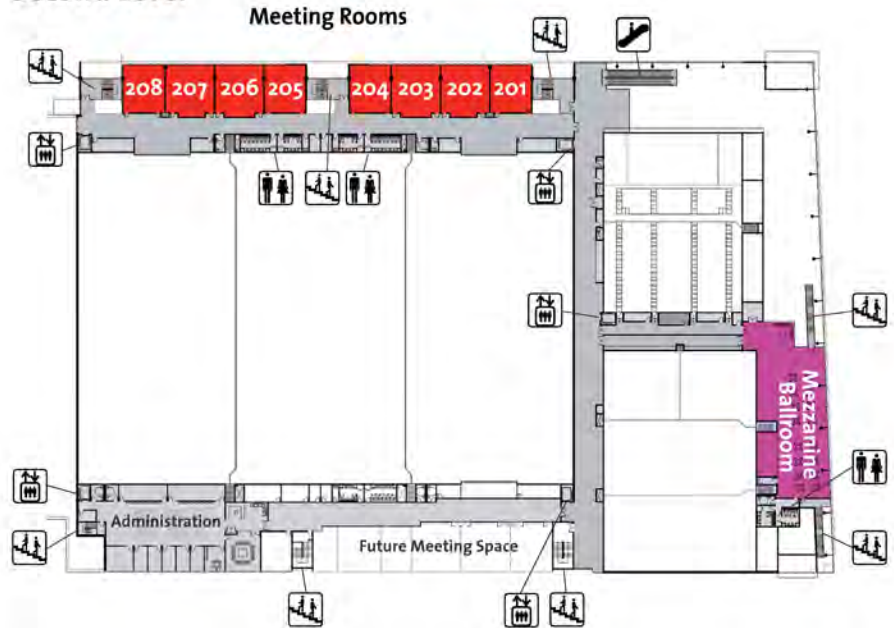 Meeting Rooms
208 207 206 205 204 203 202 201
Mezzanine
Ballroom
Administration
Future Meeting Space